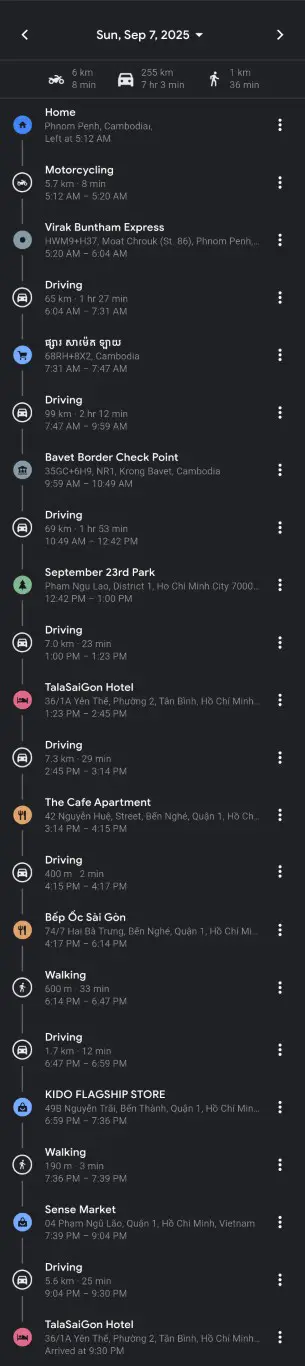 Sun, Sep 7, 2025
6 km
8 min
255 km
7 hr 3 min
1 km
36 min
Home
Phnom Penh, Cambodia,
Left at 5:12 AM
Motorcycling
5.7 km · 8 min
5:12 AM – 5:20 AM
Virak Buntham Express
HWM9+H37, Moat Chrouk (St. 86), Phnom Penh,...
5:20 AM – 6:04 AM
Driving
65 km · 1 hr 27 min
6:04 AM – 7:31 AM
ផ្សារ សាម៉េក ឡាយ
68RH+8X2, Cambodia
7:31 AM – 7:47 AM
Driving
99 km · 2 hr 12 min
7:47 AM – 9:59 AM
Bavet Border Check Point
35GC+6H9, NR1, Krong Bavet, Cambodia
9:59 AM – 10:49 AM
Driving
69 km · 1 hr 53 min
10:49 AM – 12:42 PM
September 23rd Park
Pham Ngu Lao, District 1, Ho Chi Minh City 7000...
12:42 PM – 1:00 PM
Driving
7.0 km · 23 min
1:00 PM – 1:23 PM
TalaSaiGon Hotel
36/1A Yên Thế, Phường 2, Tân Bình, Hồ Chí Minh...
1:23 PM – 2:45 PM
Driving
7.3 km · 29 min
2:45 PM – 3:14 PM
The Cafe Apartment
42 Nguyễn Huệ, Street, Bến Nghé, Quận 1, Hồ Ch...
3:14 PM – 4:15 PM
Driving
400 m · 2 min
4:15 PM – 4:17 PM
Bếp Ốc Sài Gòn
74/7 Hai Bà Trưng, Bến Nghé, Quận 1, Hồ Chí Mi...
4:17 PM – 6:14 PM
Walking
600 m · 33 min
6:14 PM – 6:47 PM
Driving
1.7 km · 12 min
6:47 PM – 6:59 PM
KIDO FLAGSHIP STORE
49B Nguyễn Trãi, Bến Thành, Quận 1, Hồ Chí Min...
6:59 PM – 7:36 PM
Walking
190 m · 3 min
7:36 PM – 7:39 PM
Sense Market
04 Phạm Ngũ Lão, Quận 1, Hồ Chí Minh, Vietnam
7:39 PM – 9:04 PM
Driving
5.6 km · 25 min
9:04 PM – 9:30 PM
TalaSaiGon Hotel
36/1A Yên Thế, Phường 2, Tân Bình, Hồ Chí Minh...
Arrived at 9:30 PM